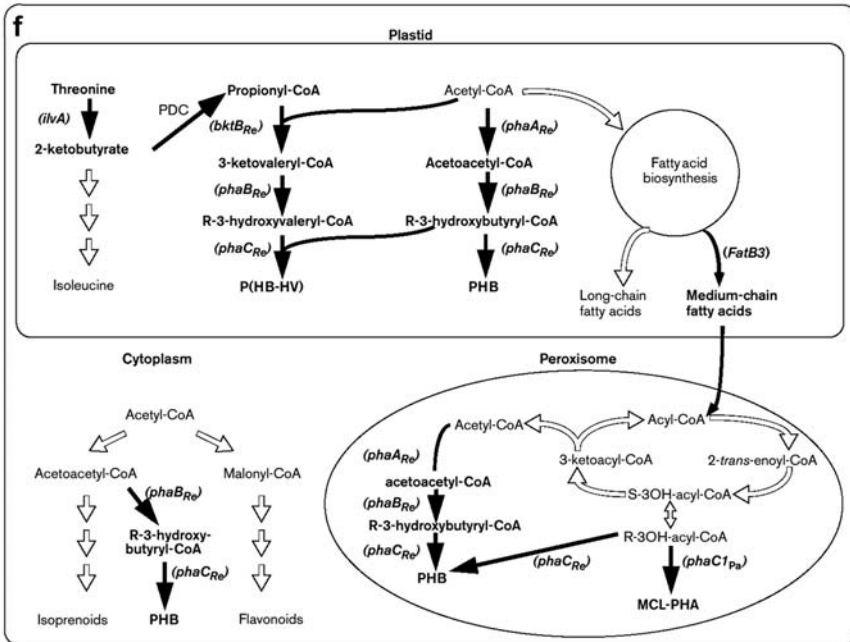 f
Plastid
Threonine
PDC
Propionyl-CoA
Acetyl-CoA
(ilvA)
(bktB_Re)
(phaA_Re)
2-ketobutyrate
3-ketovaleryl-CoA
Acetoacetyl-CoA
Fatty acid
biosynthesis
(phaB_Re)
(phaB_Re)
R-3-hydroxyvaleryl-CoA
R-3-hydroxybutyryl-CoA
(phaC_Re)
(phaC_Re)
(FatB3)
Isoleucine
P(HB-HV)
PHB
Long-chain
fatty acids
Medium-chain
fatty acids
Cytoplasm
Acetyl-CoA
Acetoacetyl-CoA
Malonyl-CoA
(phaB_Re)
R-3-hydroxy-
butyryl-CoA
(phaC_Re)
Isoprenoids
PHB
Flavonoids
Peroxisome
Acetyl-CoA
Acyl-CoA
(phaA_Re)
3-ketoacyl-CoA
2-trans-enoyl-CoA
acetoacetyl-CoA
S-3OH-acyl-CoA
(phaB_Re)
R-3-hydroxybutyryl-CoA
R-3OH-acyl-CoA
(phaC_Re)
(phaC_Re)
(phaC1_Pa)
PHB
MCL-PHA